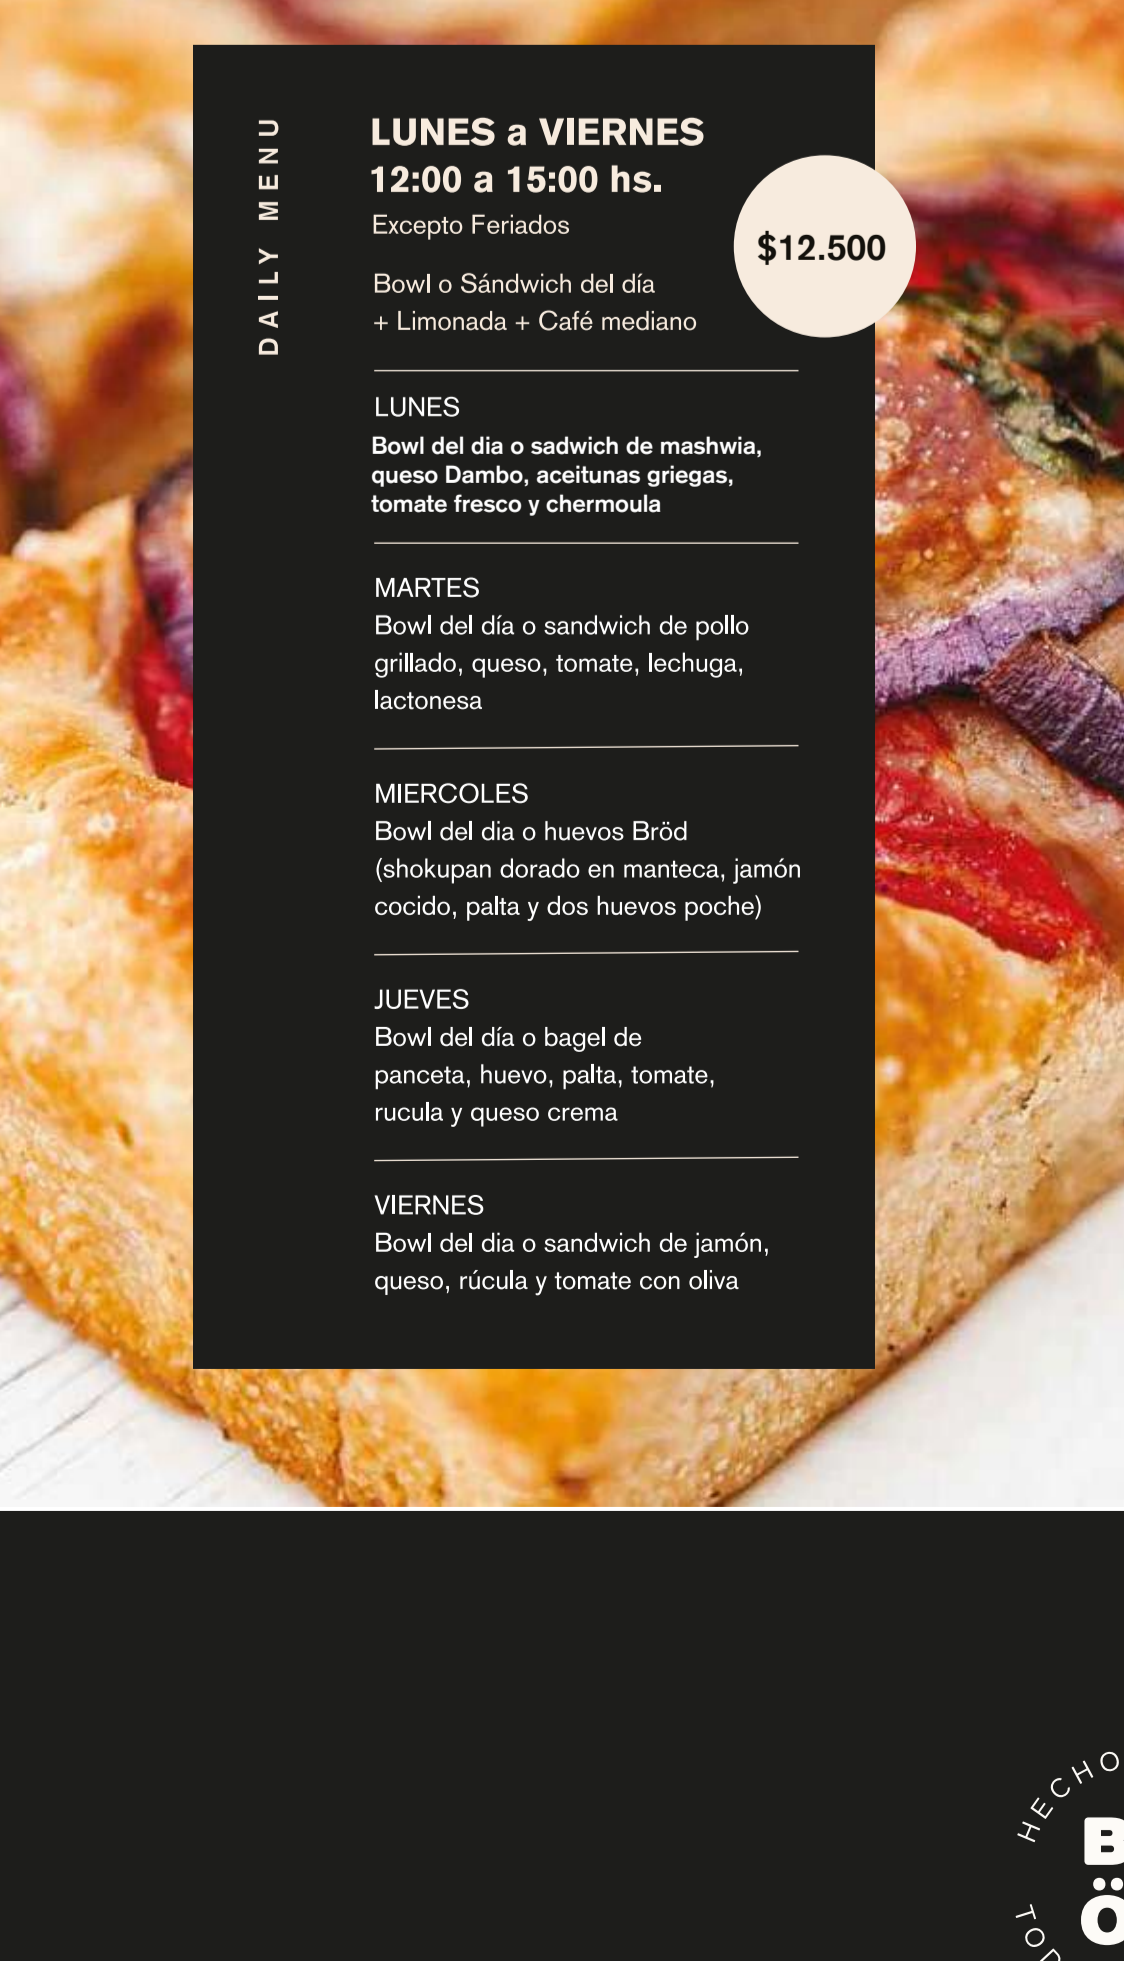 DAILY MENU
LUNES a VIERNES
12:00 a 15:00 hs.
Excepto Feriados
$12.500
Bowl o Sándwich del día
+ Limonada + Café mediano
LUNES
Bowl del dia o sadwich de mashwia,
queso Dambo, aceitunas griegas,
tomate fresco y chermoula
MARTES
Bowl del día o sandwich de pollo
grillado, queso, tomate, lechuga,
lactonesa
MIERCOLES
Bowl del dia o huevos Bröd
(shokupan dorado en manteca, jamón
cocido, palta y dos huevos poche)
JUEVES
Bowl del día o bagel de
panceta, huevo, palta, tomate,
rucula y queso crema
VIERNES
Bowl del dia o sandwich de jamón,
queso, rúcula y tomate con oliva
HECHO